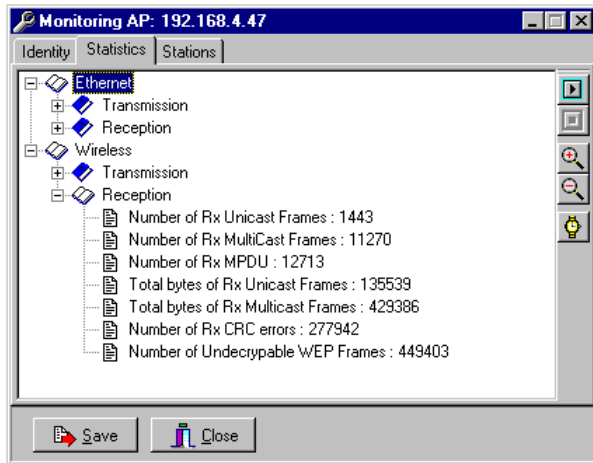 Monitoring AP: 192.168.4.47
Identity Statistics Stations
Ethernet
Transmission
Reception
Wireless
Transmission
Reception
Number of Rx Unicast Frames : 1443
Number of Rx MultiCast Frames : 11270
Number of Rx MPDU : 12713
Total bytes of Rx Unicast Frames : 135539
Total bytes of Rx Multicast Frames : 429386
Number of Rx CRC errors : 277942
Number of Undecrypable WEP Frames : 449403
Save Close